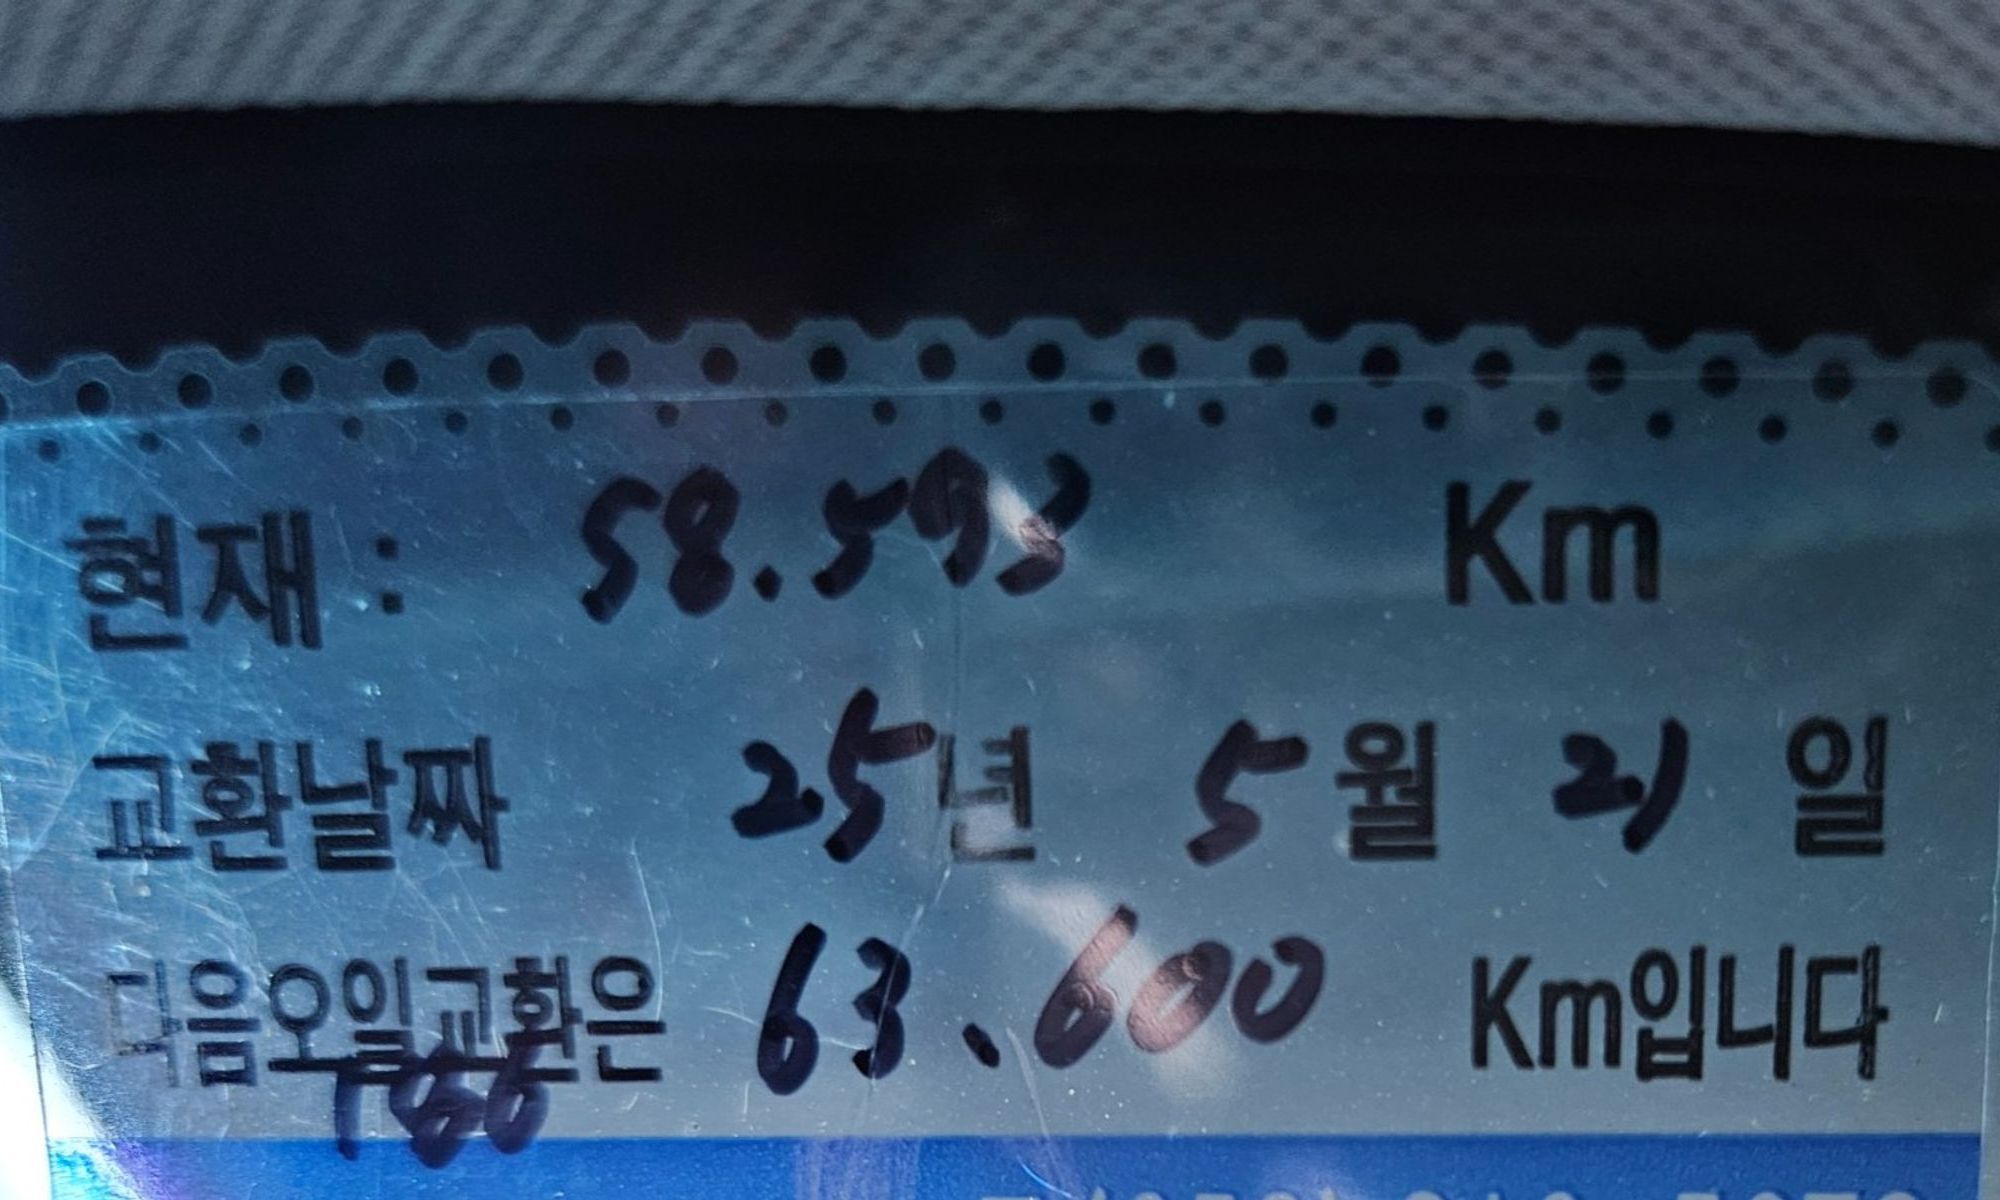 현재 : 58.593 Km
교환날짜 25년 5월 21일
다음오일교환은 63.600 Km입니다